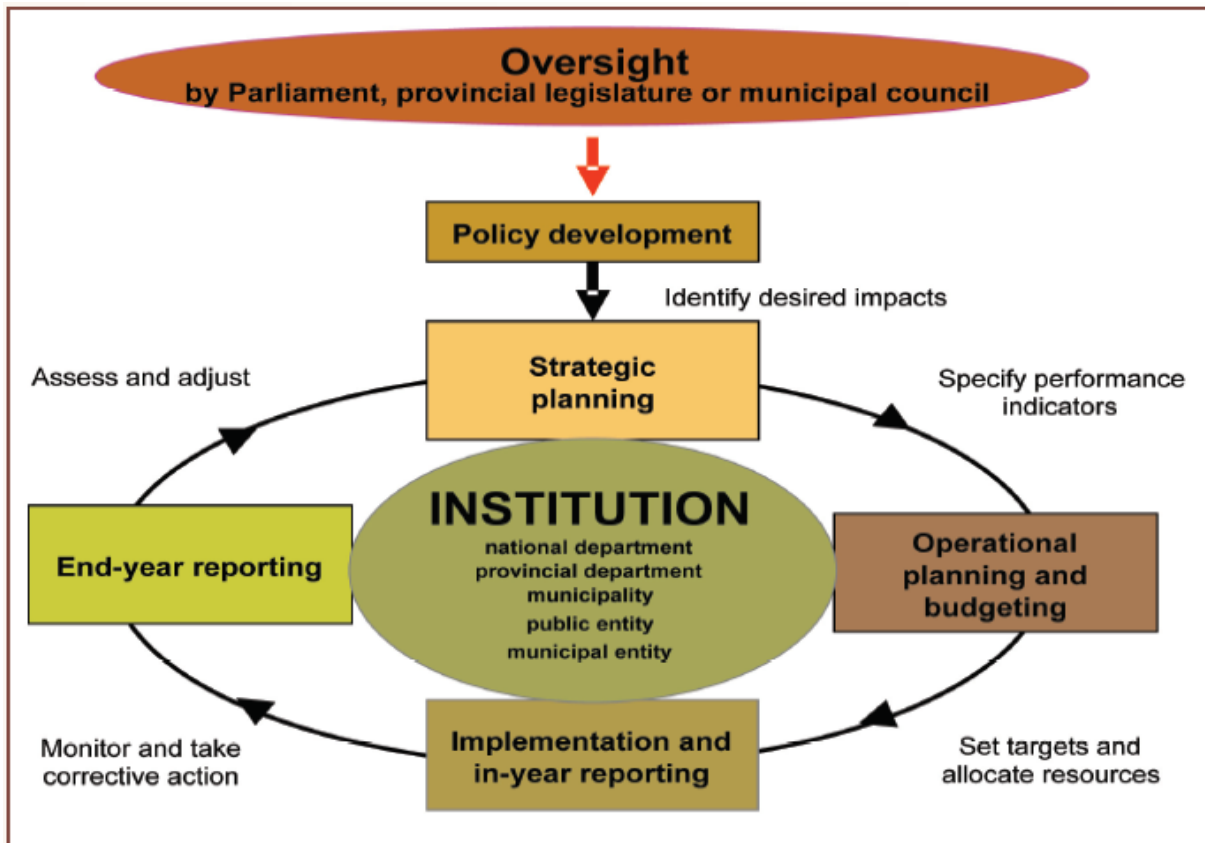 Oversight
by Parliament, provincial legislature or municipal council
Policy development
Identify desired impacts
Strategic
planning
Assess and adjust
Specify performance
indicators
INSTITUTION
national department
provincial department
municipality
public entity
municipal entity
End-year reporting
Operational
planning and
budgeting
Implementation and
in-year reporting
Monitor and take
corrective action
Set targets and
allocate resources